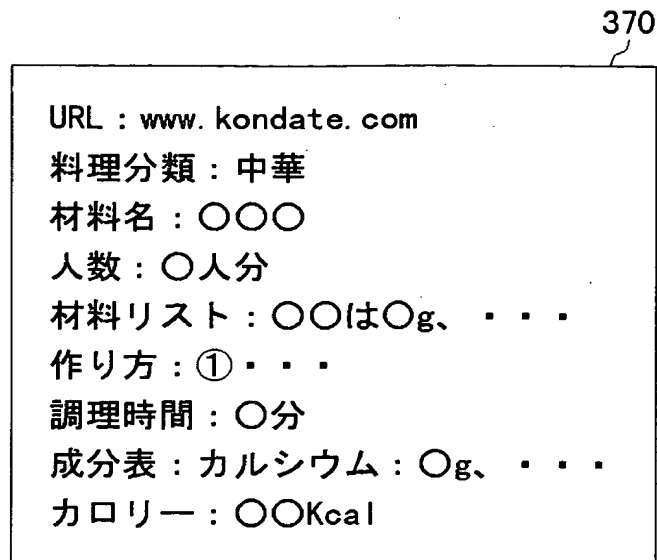 370
URL：www.kondate.com
料理分類：中華
材料名：○○○
人数：○人分
材料リスト：○○は○g、・・・
作り方：①・・・
調理時間：○分
成分表：カルシウム：○g、・・・
カロリー：○○Kcal